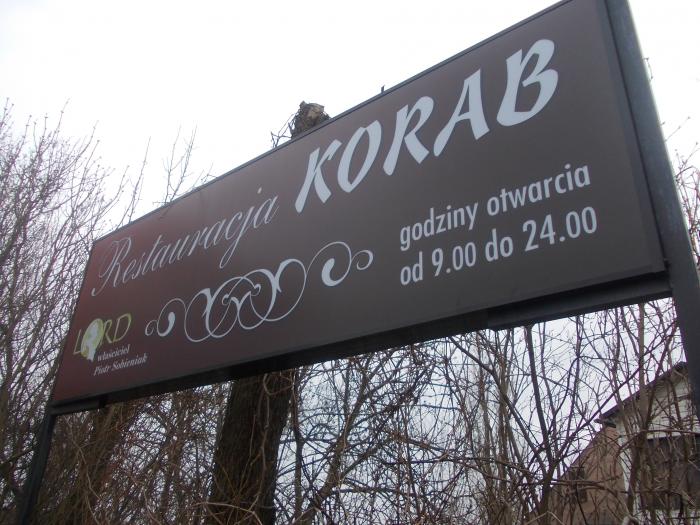 Restauracja KORAB
godziny otwarcia
od 9.00 do 24.00
LORD
właściciel
Piotr Sobieniak